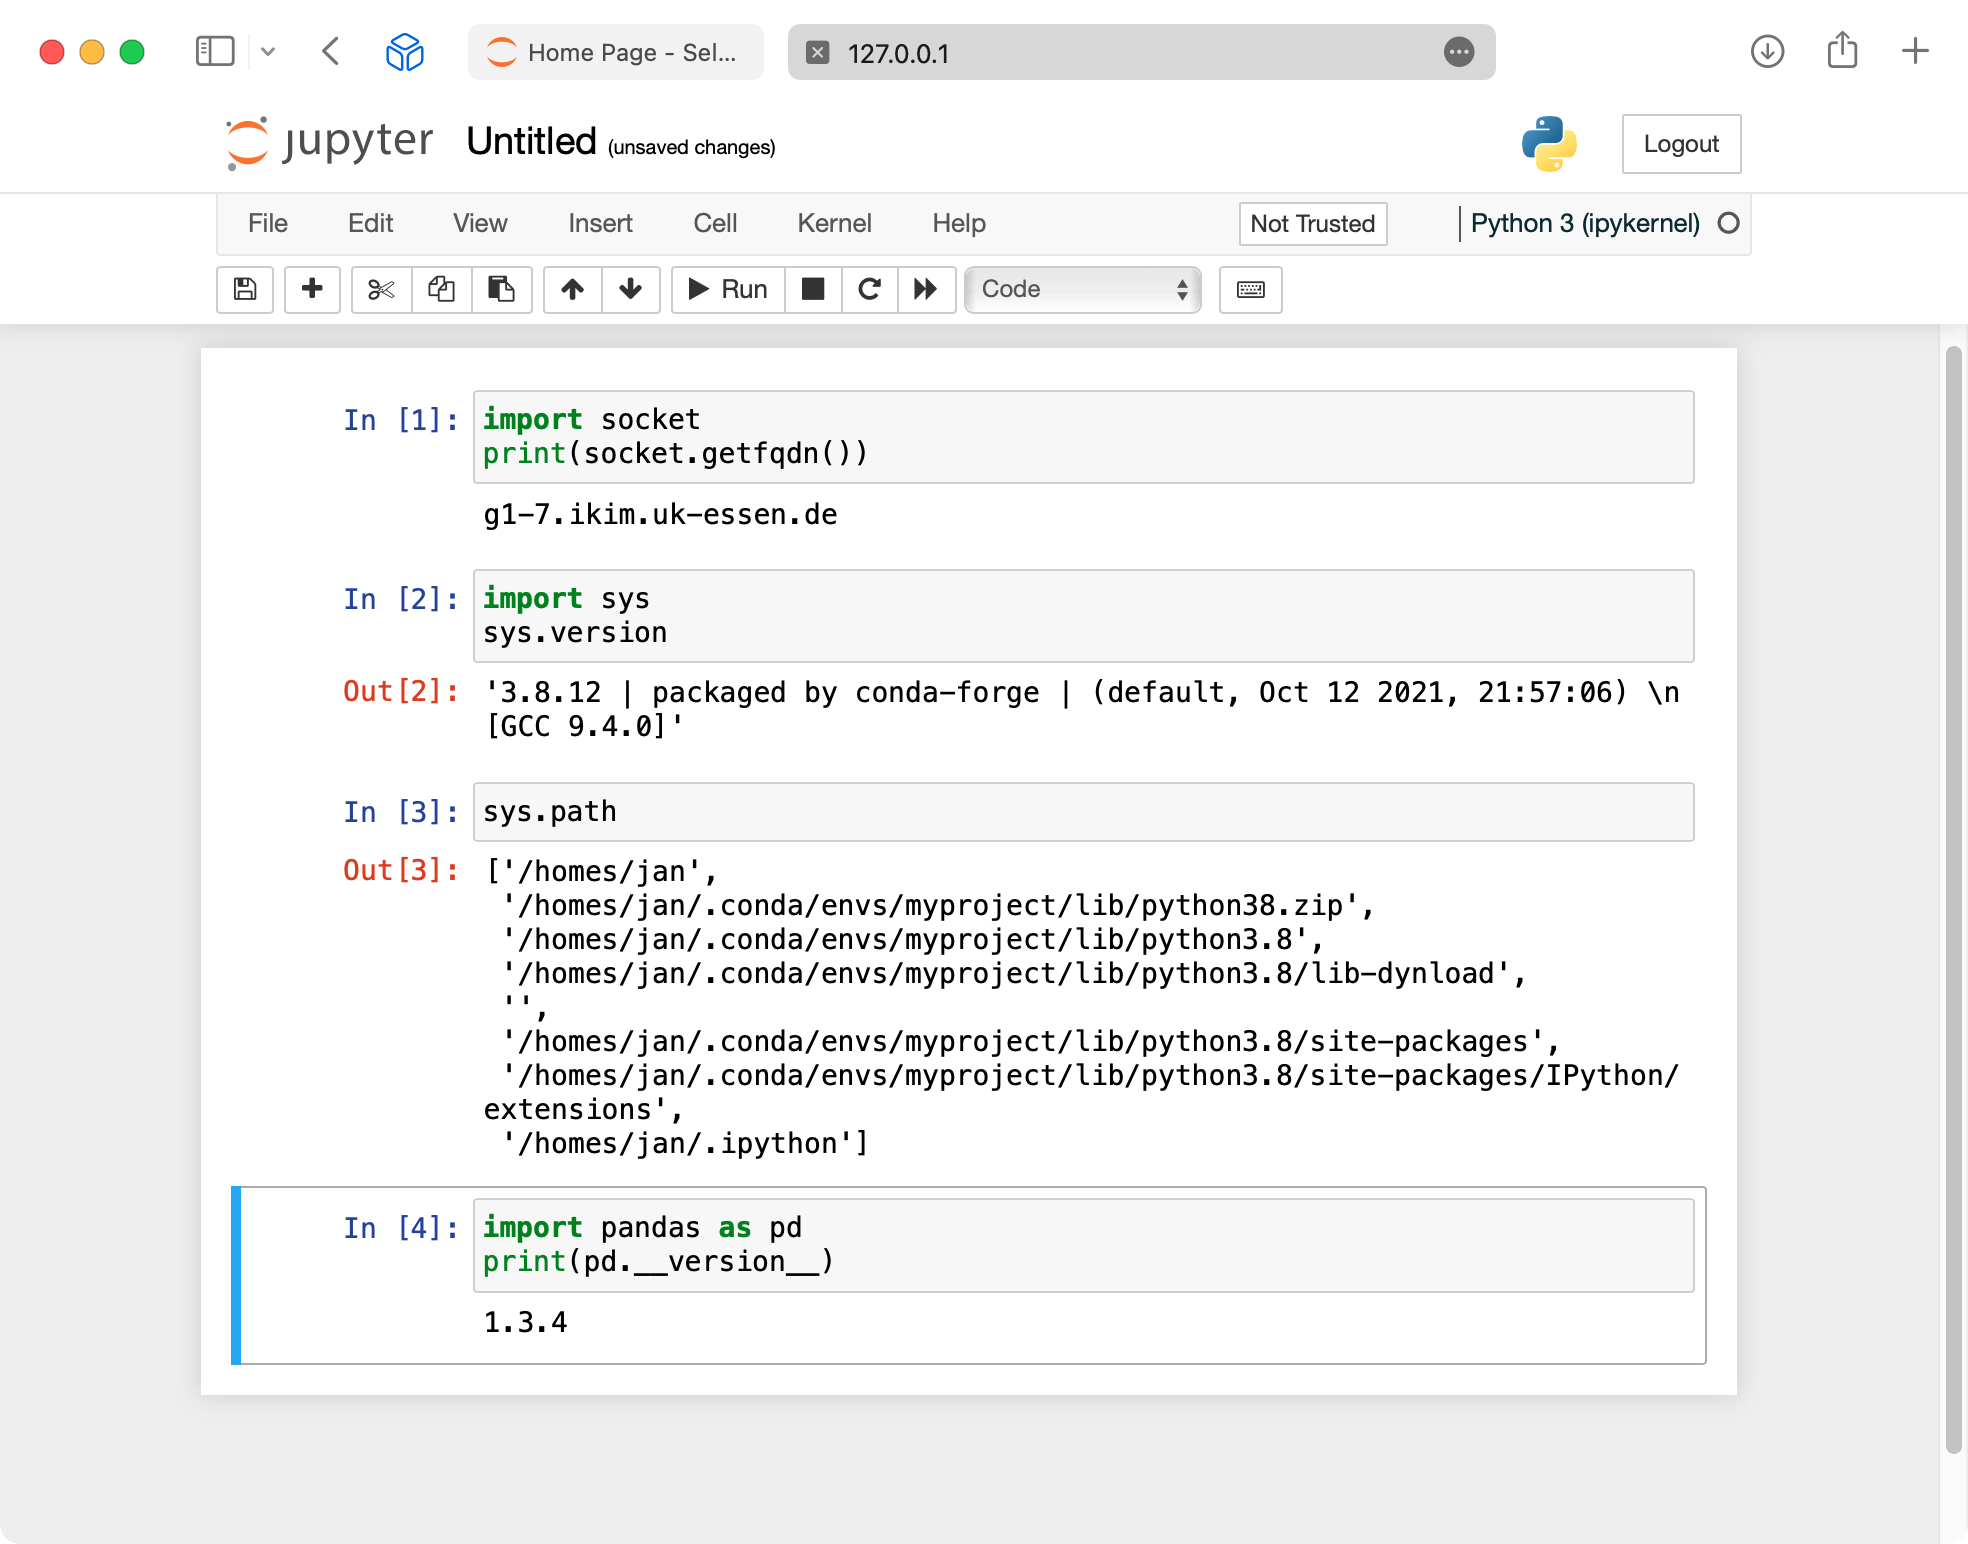 Home Page - Sel...
127.0.0.1
jupyter Untitled (unsaved changes)
Logout
File Edit View Insert Cell Kernel Help Not Trusted Python 3 (ipykernel)
Run Code
In [1]: import socket
print(socket.getfqdn())
g1-7.ikim.uk-essen.de
In [2]: import sys
sys.version
Out[2]: '3.8.12 | packaged by conda-forge | (default, Oct 12 2021, 21:57:06) \n
[GCC 9.4.0]'
In [3]: sys.path
Out[3]: ['/homes/jan',
'/homes/jan/.conda/envs/myproject/lib/python38.zip',
'/homes/jan/.conda/envs/myproject/lib/python3.8',
'/homes/jan/.conda/envs/myproject/lib/python3.8/lib-dynload',
'',
'/homes/jan/.conda/envs/myproject/lib/python3.8/site-packages',
'/homes/jan/.conda/envs/myproject/lib/python3.8/site-packages/IPython/
extensions',
'/homes/jan/.ipython']
In [4]: import pandas as pd
print(pd.__version__)
1.3.4